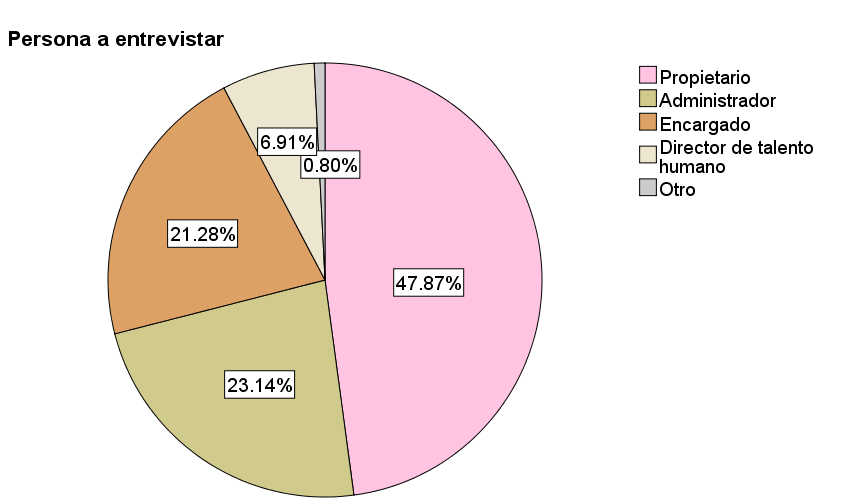 Persona a entrevistar
Propietario
Administrador
Encargado
Director de talento
humano
Otro
6.91%
0.80%
21.28%
47.87%
23.14%